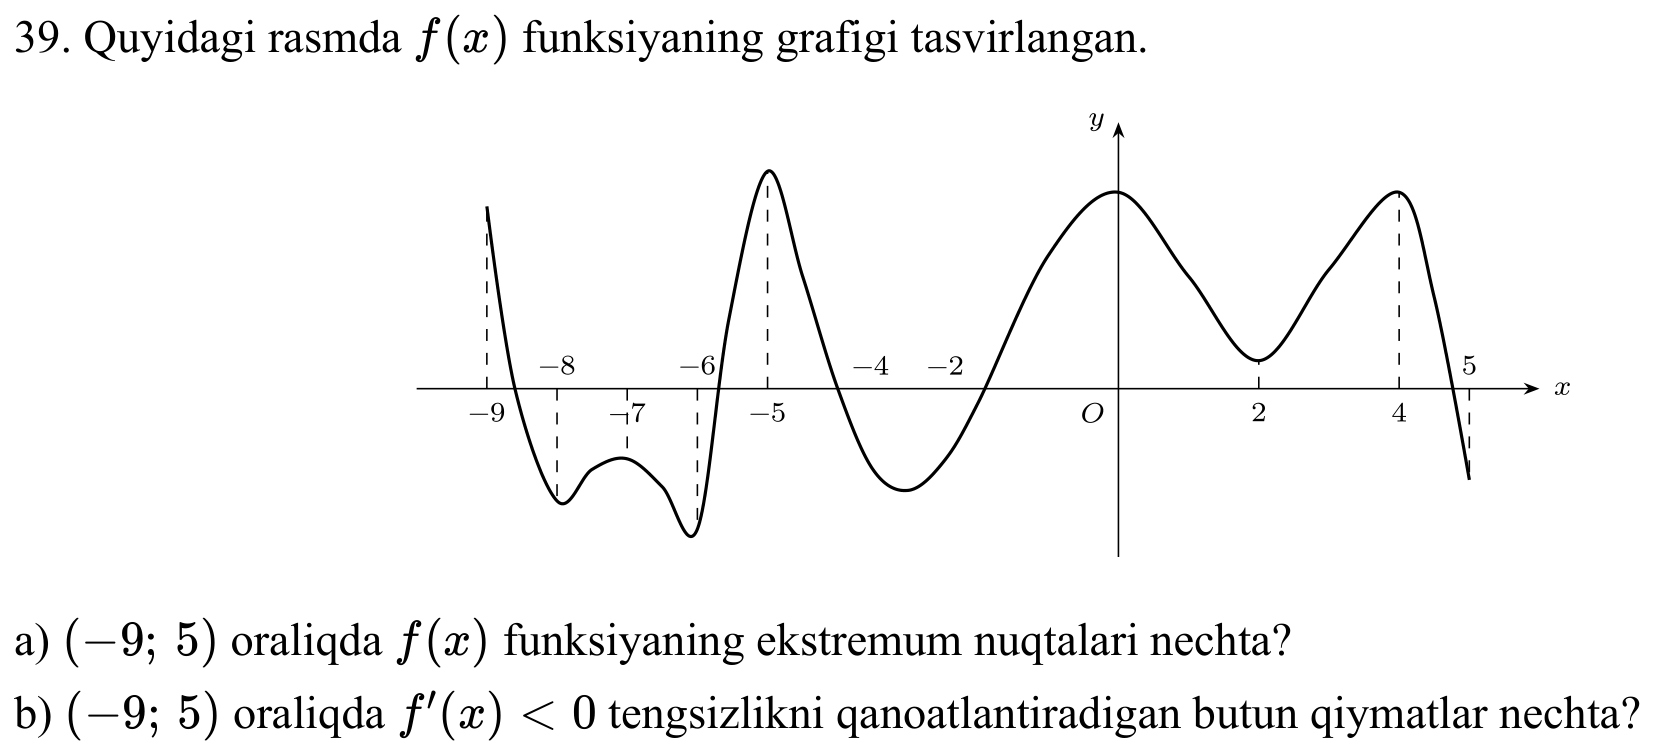 39. Quyidagi rasmda f(x) funksiyaning grafigi tasvirlangan.
y
−8 −6 −4 −2 5
x
−9 −7 −5 O 2 4
a) (−9; 5) oraliqda f(x) funksiyaning ekstremum nuqtalari nechta?
b) (−9; 5) oraliqda f′(x) < 0 tengsizlikni qanoatlantiradigan butun qiymatlar nechta?